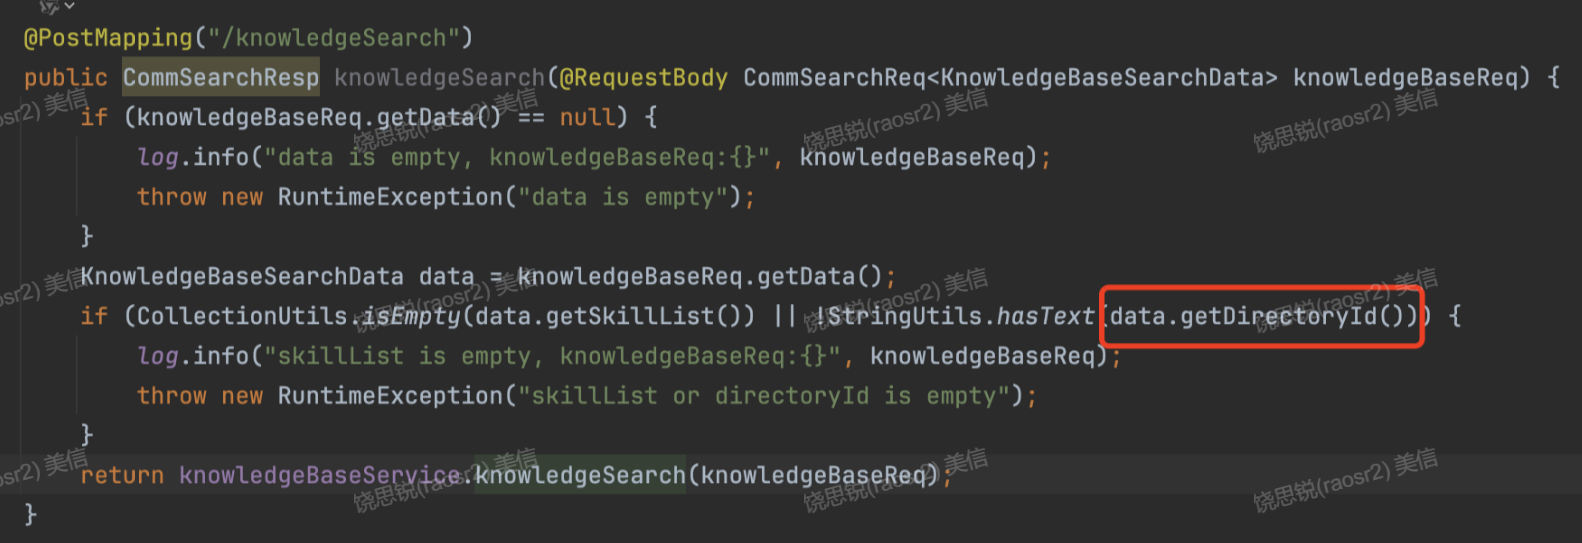 @PostMapping("/knowledgeSearch")
public CommSearchResp knowledgeSearch(@RequestBody CommSearchReq<KnowledgeBaseSearchData> knowledgeBaseReq) {
if (knowledgeBaseReq.getData() == null) {
log.info("data is empty, knowledgeBaseReq:{}", knowledgeBaseReq);
throw new RuntimeException("data is empty");
}
KnowledgeBaseSearchData data = knowledgeBaseReq.getData();
if (CollectionUtils.isEmpty(data.getSkillList()) || !StringUtils.hasText(data.getDirectoryId())) {
log.info("skillList is empty, knowledgeBaseReq:{}", knowledgeBaseReq);
throw new RuntimeException("skillList or directoryId is empty");
}
return knowledgeBaseService.knowledgeSearch(knowledgeBaseReq);
}
osr2) 美信
饶思锐(raosr2) 美信
饶思锐(raosr2) 美信
饶思锐(raosr2) 美信
osr2) 美信
饶思锐(raosr2) 美信
饶思锐(raosr2) 美信
饶思锐(raosr2) 美信
osr2) 美信
饶思锐(raosr2) 美信
饶思锐(raosr2) 美信
饶思锐(raosr2) 美信